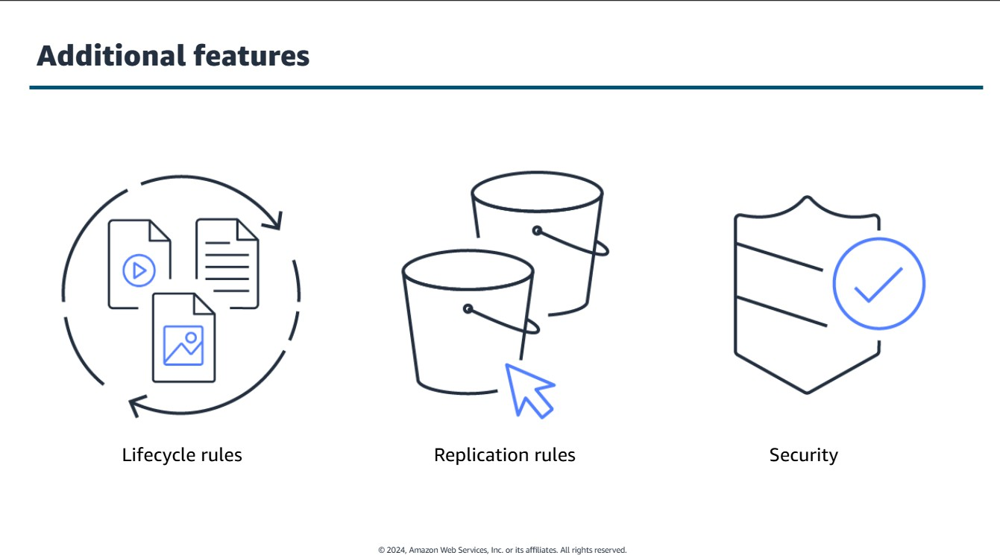 Additional features
Lifecycle rules
Replication rules
Security
© 2024, Amazon Web Services, Inc. or its affiliates. All rights reserved.